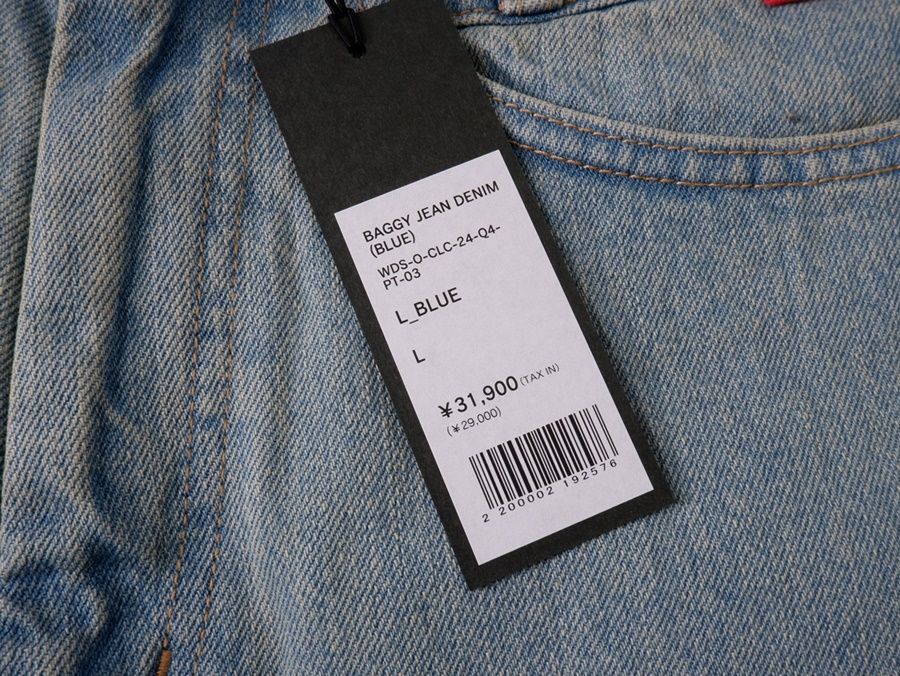 BAGGY JEAN DENIM
(BLUE)
WDS-O-CLC-24-Q4-
PT-03
L_BLUE
L
¥31,900 (TAX IN)
(¥29,000)
2 200002 192576